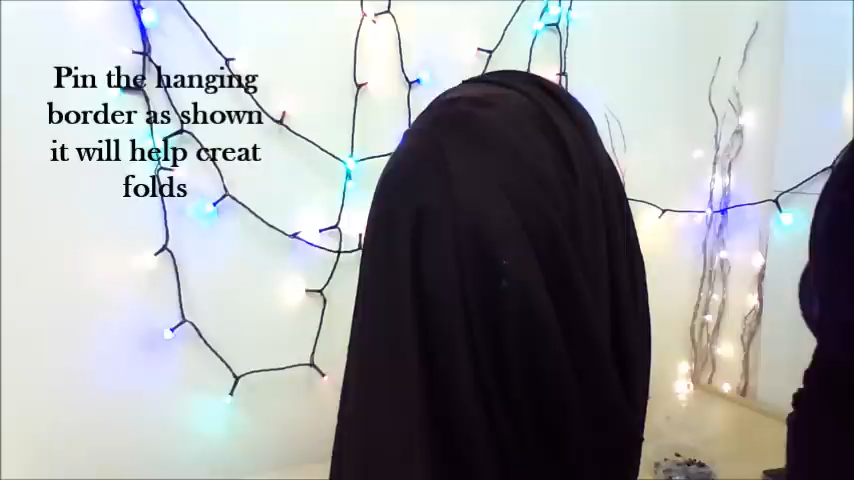 Pin the hanging
border as shown
it will help creat
folds